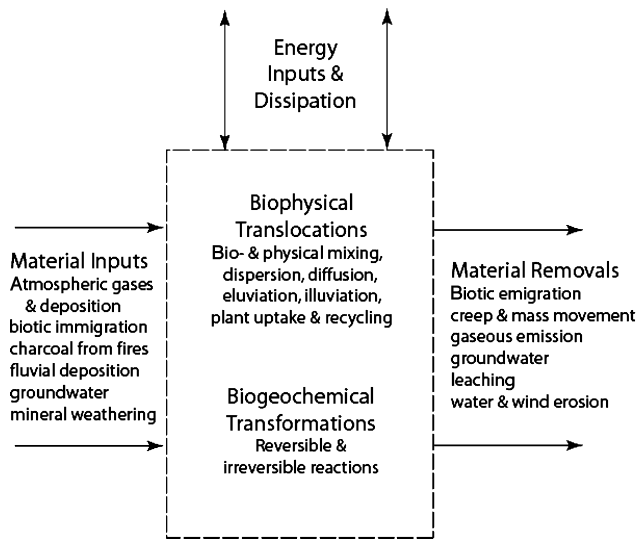 Energy
Inputs &
Dissipation
Biophysical
Translocations
Bio- & physical mixing,
dispersion, diffusion,
eluviation, illuviation,
plant uptake & recycling
Material Inputs
Atmospheric gases
& deposition
biotic immigration
charcoal from fires
fluvial deposition
groundwater
mineral weathering
Material Removals
Biotic emigration
creep & mass movement
gaseous emission
groundwater
leaching
water & wind erosion
Biogeochemical
Transformations
Reversible &
irreversible reactions